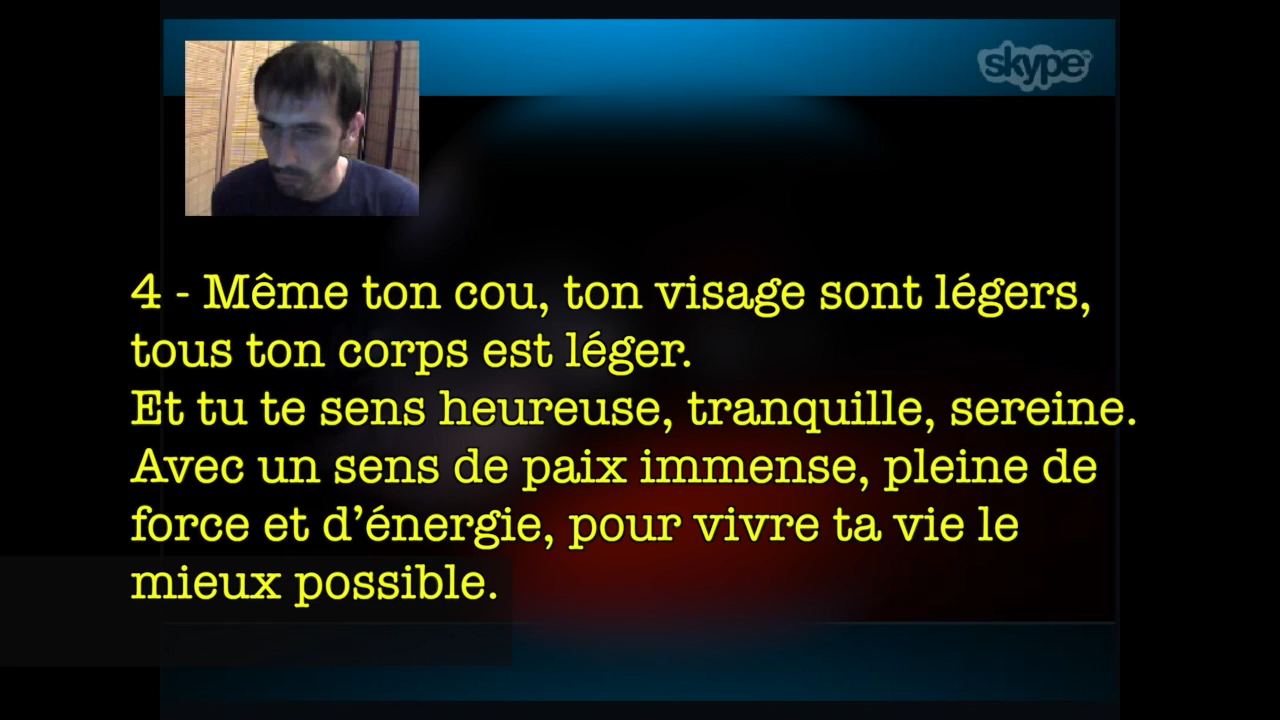 skype
4 - Même ton cou, ton visage sont légers,
tous ton corps est léger.
Et tu te sens heureuse, tranquille, sereine.
Avec un sens de paix immense, pleine de
force et d’énergie, pour vivre ta vie le
mieux possible.